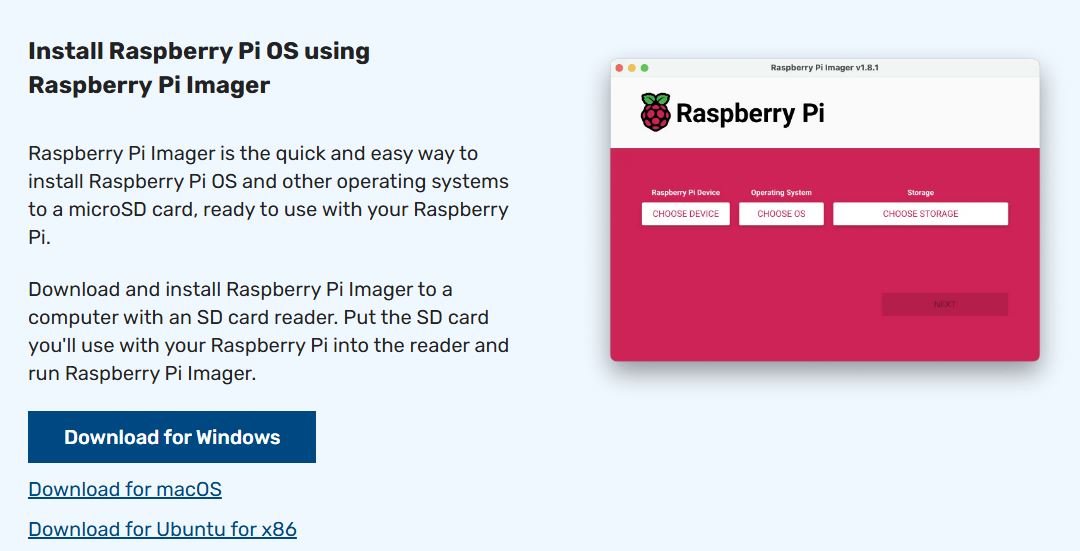 Install Raspberry Pi OS using
Raspberry Pi Imager
Raspberry Pi Imager is the quick and easy way to
install Raspberry Pi OS and other operating systems
to a microSD card, ready to use with your Raspberry
Pi.
Download and install Raspberry Pi Imager to a
computer with an SD card reader. Put the SD card
you'll use with your Raspberry Pi into the reader and
run Raspberry Pi Imager.
Download for Windows
Download for macOS
Download for Ubuntu for x86
Raspberry Pi Imager v1.8.1
Raspberry Pi
Raspberry Pi Device Operating System Storage
CHOOSE DEVICE CHOOSE OS CHOOSE STORAGE
NEXT